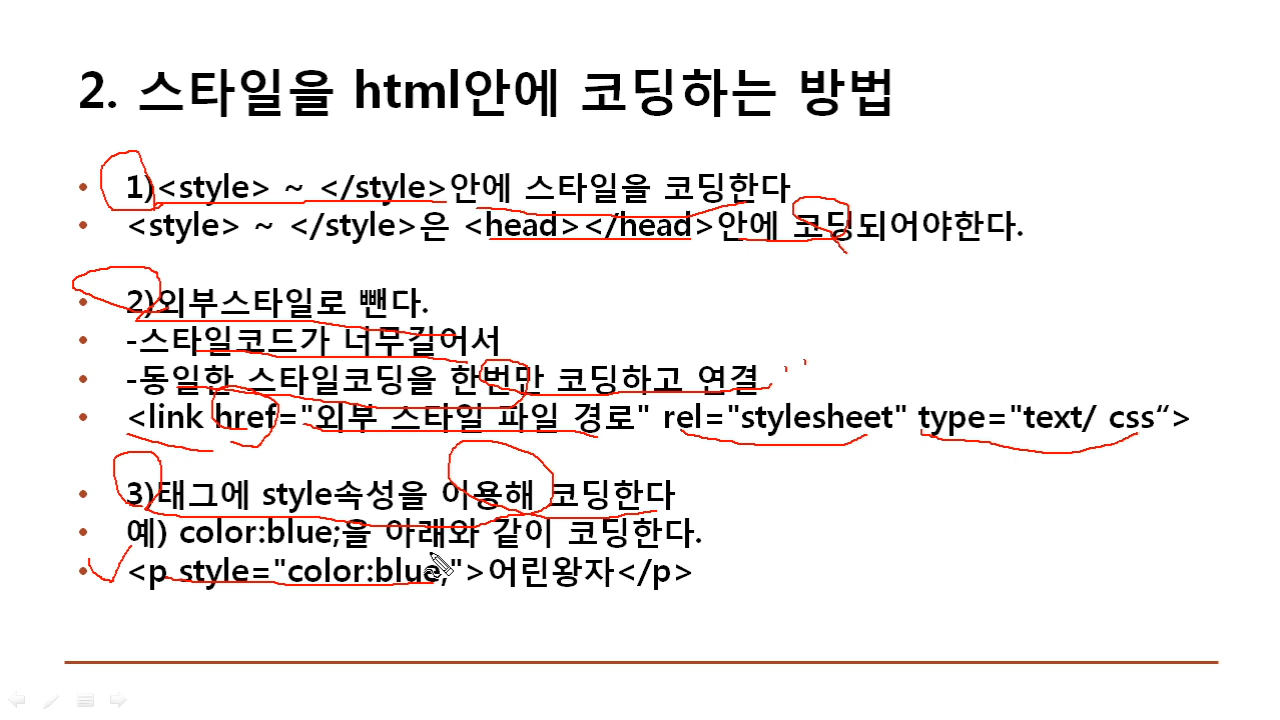 2. 스타일을 html안에 코딩하는 방법
• 1)<style> ~ </style>안에 스타일을 코딩한다
• <style> ~ </style>은 <head></head>안에 코딩되어야한다.
• 2)외부스타일로 뺀다.
• -스타일코드가 너무길어서
• -동일한 스타일코딩을 한번만 코딩하고 연결
• <link href="외부 스타일 파일 경로" rel="stylesheet" type="text/ css“>
• 3)태그에 style속성을 이용해 코딩한다
• 예) color:blue;을 아래와 같이 코딩한다.
• <p style="color:blue;">어린왕자</p>